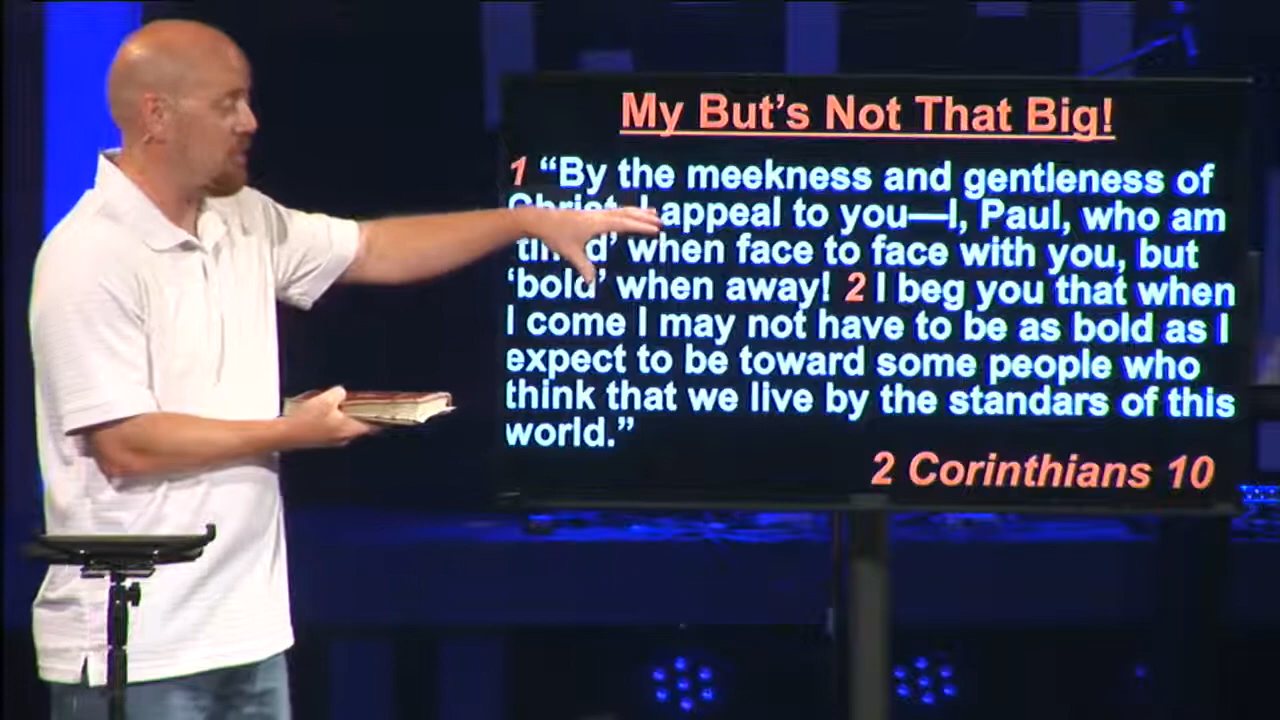 My But's Not That Big!
1 “By the meekness and gentleness of
Christ, I appeal to you—I, Paul, who am
when face to face with you, but
‘bold’ when away! 2 I beg you that when
I come I may not have to be as bold as I
expect to be toward some people who
think that we live by the standars of this
world.”
2 Corinthians 10